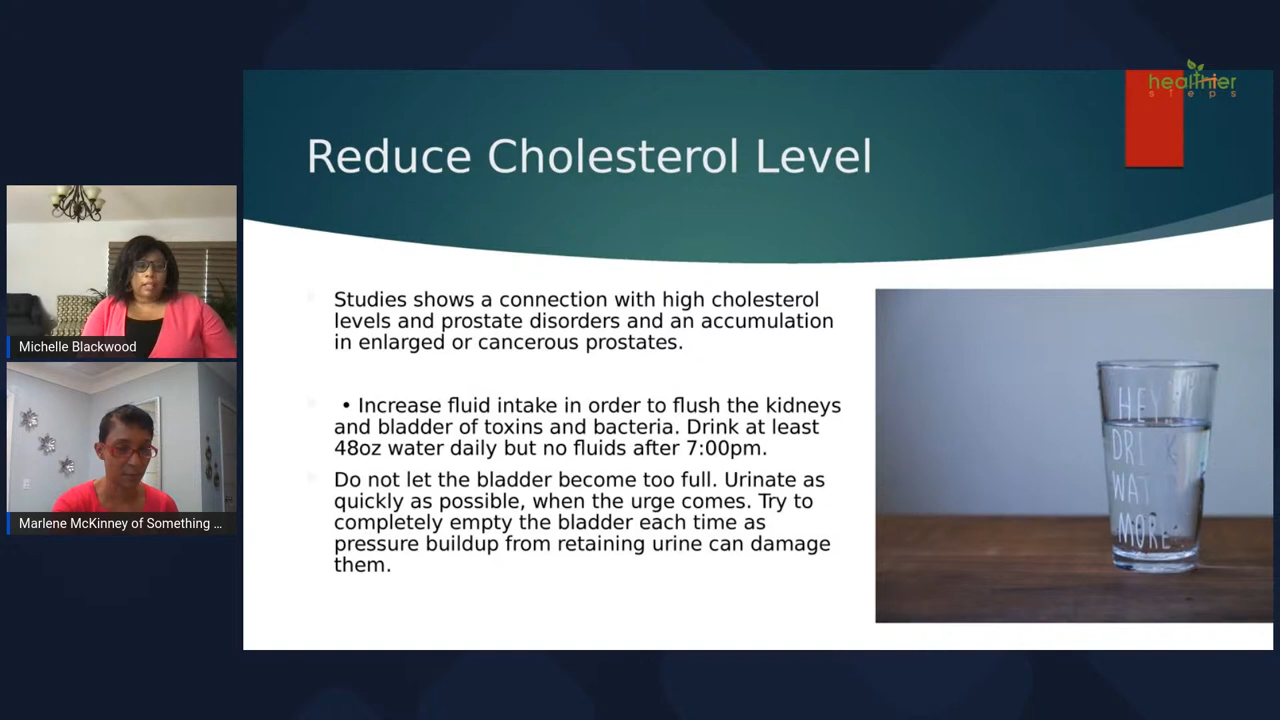 healthier
steps
Reduce Cholesterol Level
Michelle Blackwood
Marlene McKinney of Something ...
Studies shows a connection with high cholesterol
levels and prostate disorders and an accumulation
in enlarged or cancerous prostates.
• Increase fluid intake in order to flush the kidneys
and bladder of toxins and bacteria. Drink at least
48oz water daily but no fluids after 7:00pm.
Do not let the bladder become too full. Urinate as
quickly as possible, when the urge comes. Try to
completely empty the bladder each time as
pressure buildup from retaining urine can damage
them.
HEY
DRINK
WATER
MORE